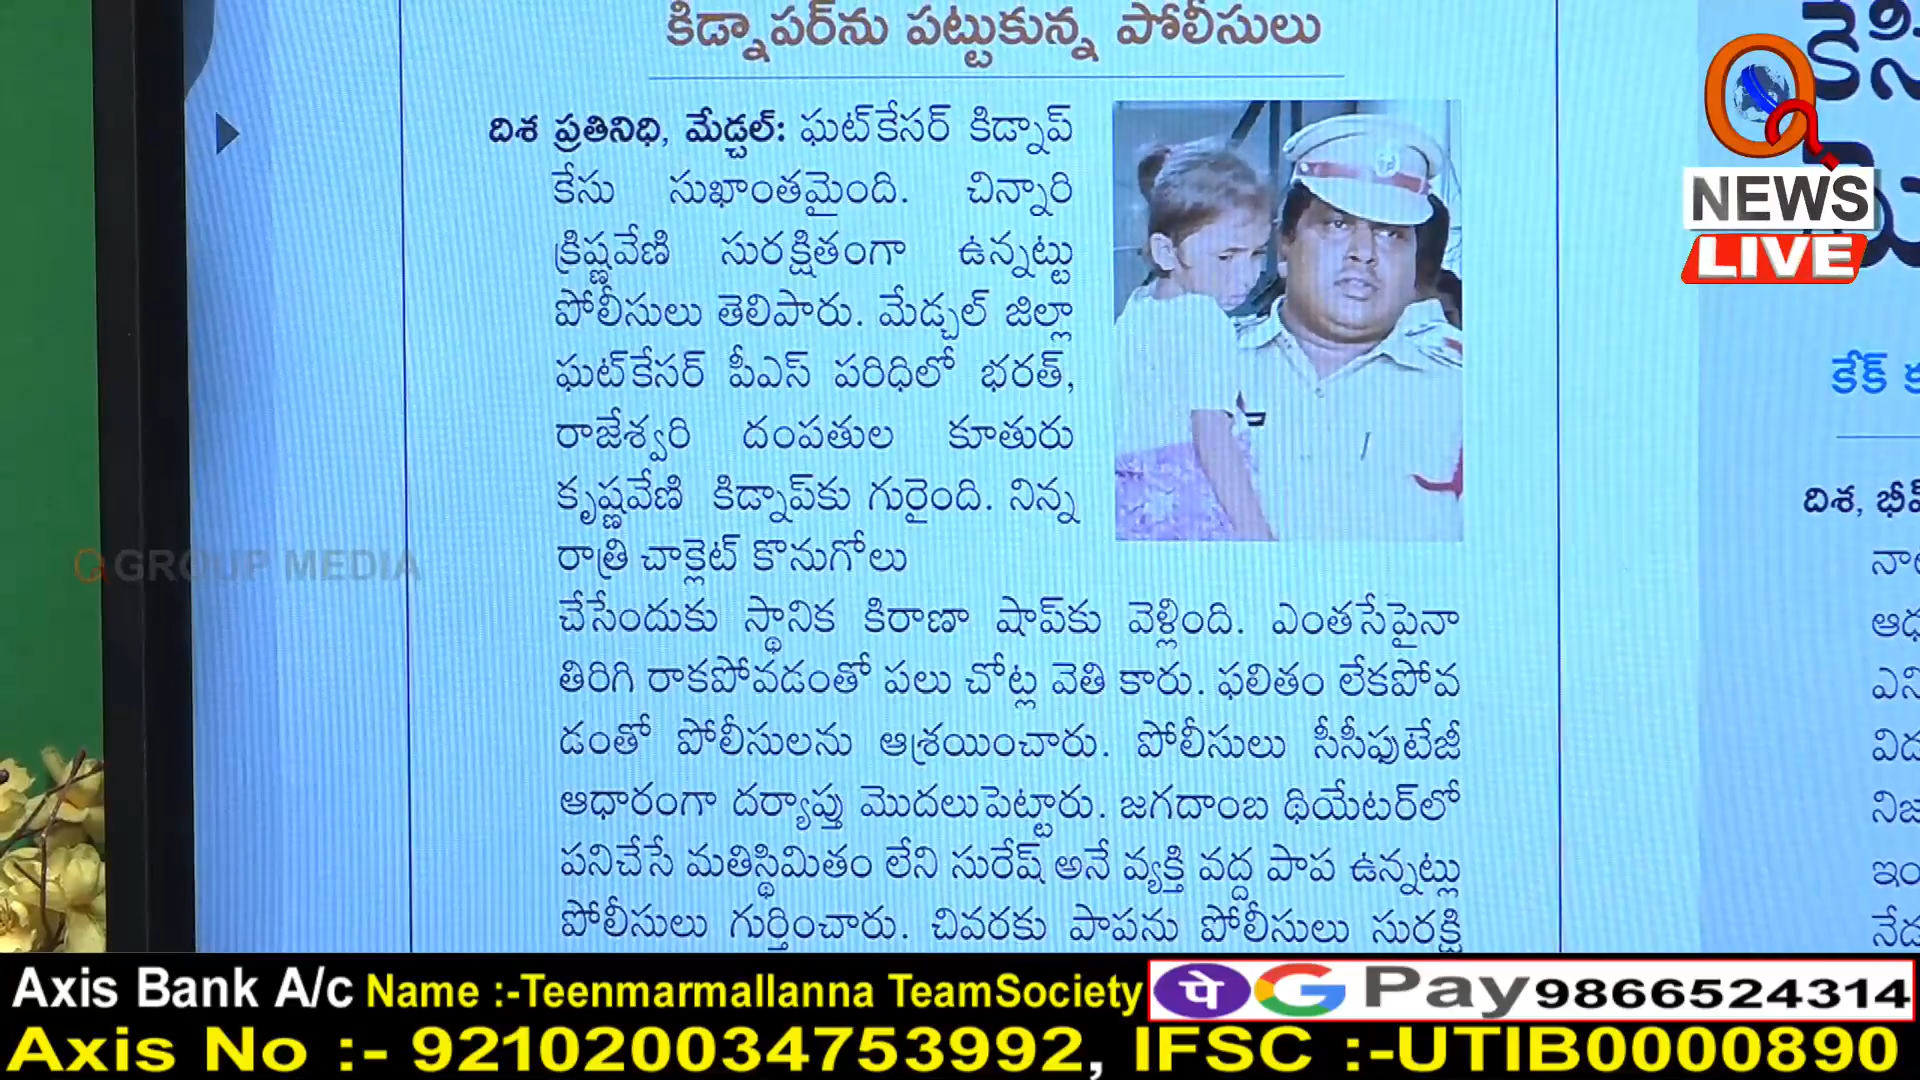 కిడ్నాపర్‌ను పట్టుకున్న పోలీసులు
దిశ ప్రతినిధి, మేడ్చల్: ఘట్‌కేసర్ కిడ్నాప్
కేసు సుఖాంతమైంది. చిన్నారి
క్రిష్ణవేణి సురక్షితంగా ఉన్నట్టు
పోలీసులు తెలిపారు. మేడ్చల్ జిల్లా
ఘట్‌కేసర్ పీఎస్ పరిధిలో భరత్,
రాజేశ్వరి దంపతుల కూతురు
కృష్ణవేణి కిడ్నాప్‌కు గురైంది. నిన్న
రాత్రి చాక్లెట్ కొనుగోలు
చేసేందుకు స్థానిక కిరాణా షాప్‌కు వెళ్లింది. ఎంతసేపైనా
తిరిగి రాకపోవడంతో పలు చోట్ల వెతి కారు. ఫలితం లేకపోవ
డంతో పోలీసులను ఆశ్రయించారు. పోలీసులు సీసీఫుటేజీ
ఆధారంగా దర్యాప్తు మొదలుపెట్టారు. జగదాంబ థియేటర్‌లో
పనిచేసే మతిస్థిమితం లేని సురేష్ అనే వ్యక్తి వద్ద పాప ఉన్నట్లు
పోలీసులు గుర్తించారు. చివరకు పాపను పోలీసులు సురక్షి
కేక్
దిశ,
Q
NEWS
LIVE
Q GROUP MEDIA
Axis Bank A/c Name :-Teenmarmallanna TeamSociety पे G Pay 9866524314
Axis No :- 921020034753992, IFSC :-UTIB0000890